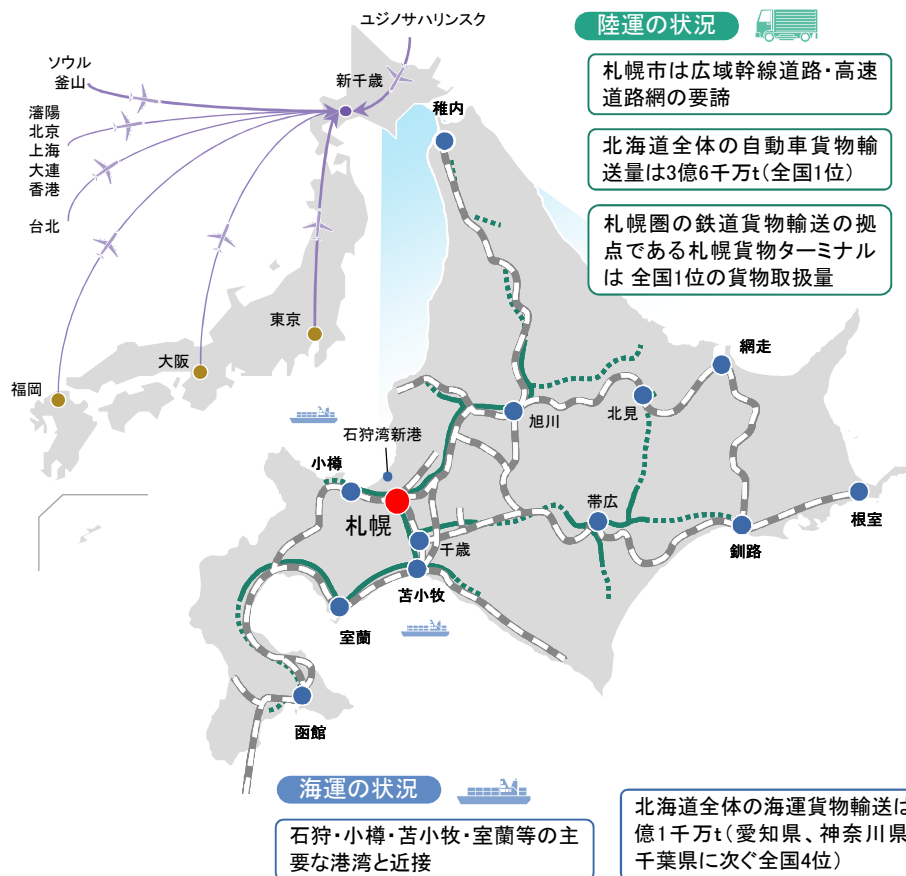 ユジノサハリンスク
ソウル
釜山
新千歳
瀋陽
北京
上海
大連
香港
台北
東京
大阪
福岡
陸運の状況
札幌市は広域幹線道路・高速
道路網の要諦
北海道全体の自動車貨物輸
送量は3億6千万t(全国1位)
札幌圏の鉄道貨物輸送の拠
点である札幌貨物ターミナル
は 全国1位の貨物取扱量
稚内
網走
北見
旭川
石狩湾新港
小樽
札幌
千歳
帯広
釧路
根室
苫小牧
室蘭
函館
海運の状況
石狩・小樽・苫小牧・室蘭等の主
要な港湾と近接
北海道全体の海運貨物輸送は
億1千万t(愛知県、神奈川県
千葉県に次ぐ全国4位)